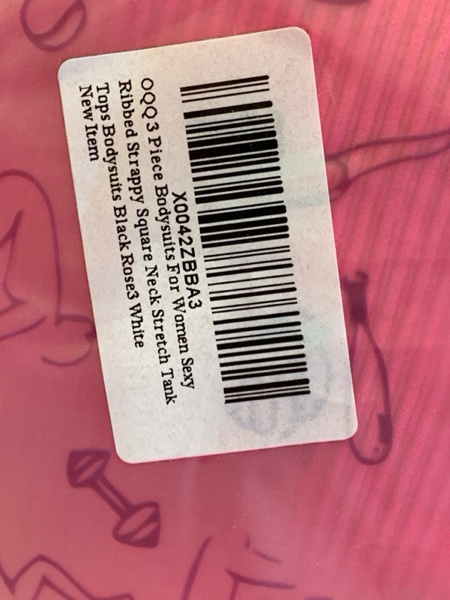 X0042ZBBA3
OQQ 3 Piece Bodysuits For Women Sexy
Ribbed Strappy Square Neck Stretch Tank
Tops Bodysuits Black Rose3 White
New Item